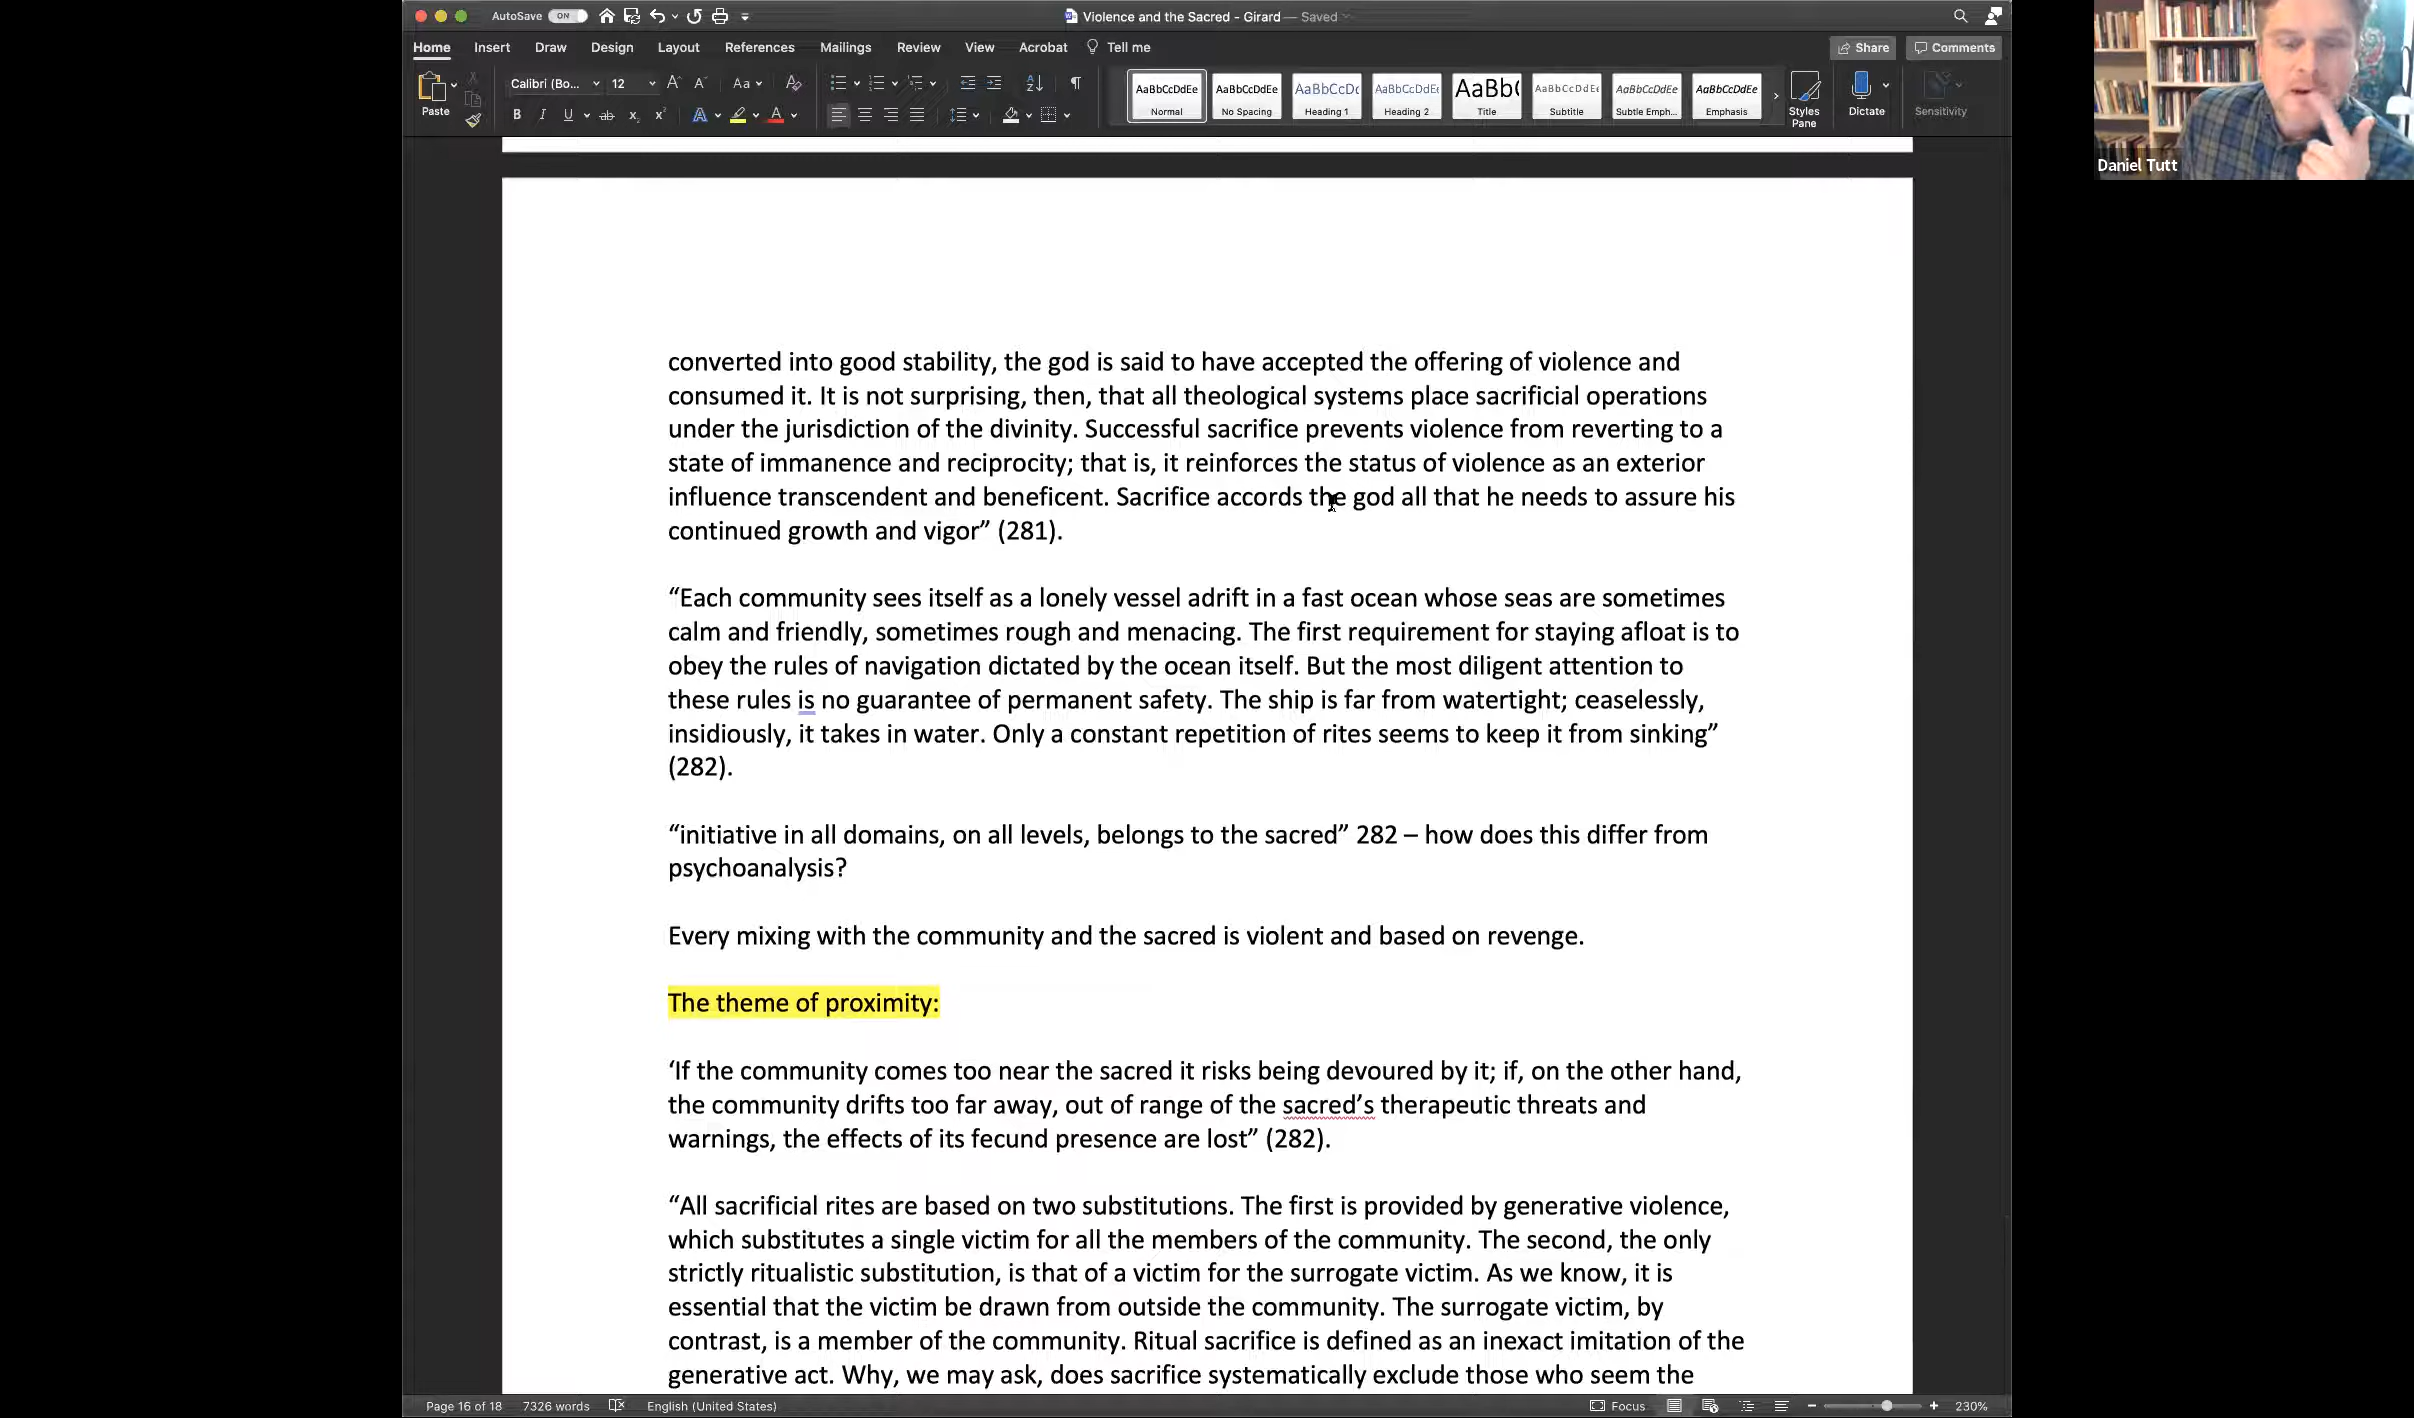 AutoSave ON Violence and the Sacred - Girard — Saved
Home Insert Draw Design Layout References Mailings Review View Acrobat Tell me Share Comments
Paste Calibri (Bo... 12 Aa AaBbCcDdEe AaBbCcDdEe AaBbCcDc AaBbCcDdEe AaBb( AaBbCcDdEe AaBbCcDdEe AaBbCcDdEe
Normal No Spacing Heading 1 Heading 2 Title Subtitle Subtle Emph... Emphasis Styles Pane Dictate Sensitivity
Daniel Tutt
converted into good stability, the god is said to have accepted the offering of violence and
consumed it. It is not surprising, then, that all theological systems place sacrificial operations
under the jurisdiction of the divinity. Successful sacrifice prevents violence from reverting to a
state of immanence and reciprocity; that is, it reinforces the status of violence as an exterior
influence transcendent and beneficent. Sacrifice accords the god all that he needs to assure his
continued growth and vigor” (281).
“Each community sees itself as a lonely vessel adrift in a fast ocean whose seas are sometimes
calm and friendly, sometimes rough and menacing. The first requirement for staying afloat is to
obey the rules of navigation dictated by the ocean itself. But the most diligent attention to
these rules is no guarantee of permanent safety. The ship is far from watertight; ceaselessly,
insidiously, it takes in water. Only a constant repetition of rites seems to keep it from sinking”
(282).
“initiative in all domains, on all levels, belongs to the sacred” 282 – how does this differ from
psychoanalysis?
Every mixing with the community and the sacred is violent and based on revenge.
The theme of proximity:
‘If the community comes too near the sacred it risks being devoured by it; if, on the other hand,
the community drifts too far away, out of range of the sacred’s therapeutic threats and
warnings, the effects of its fecund presence are lost” (282).
“All sacrificial rites are based on two substitutions. The first is provided by generative violence,
which substitutes a single victim for all the members of the community. The second, the only
strictly ritualistic substitution, is that of a victim for the surrogate victim. As we know, it is
essential that the victim be drawn from outside the community. The surrogate victim, by
contrast, is a member of the community. Ritual sacrifice is defined as an inexact imitation of the
generative act. Why, we may ask, does sacrifice systematically exclude those who seem the
Page 16 of 18 7326 words English (United States) Focus 230%